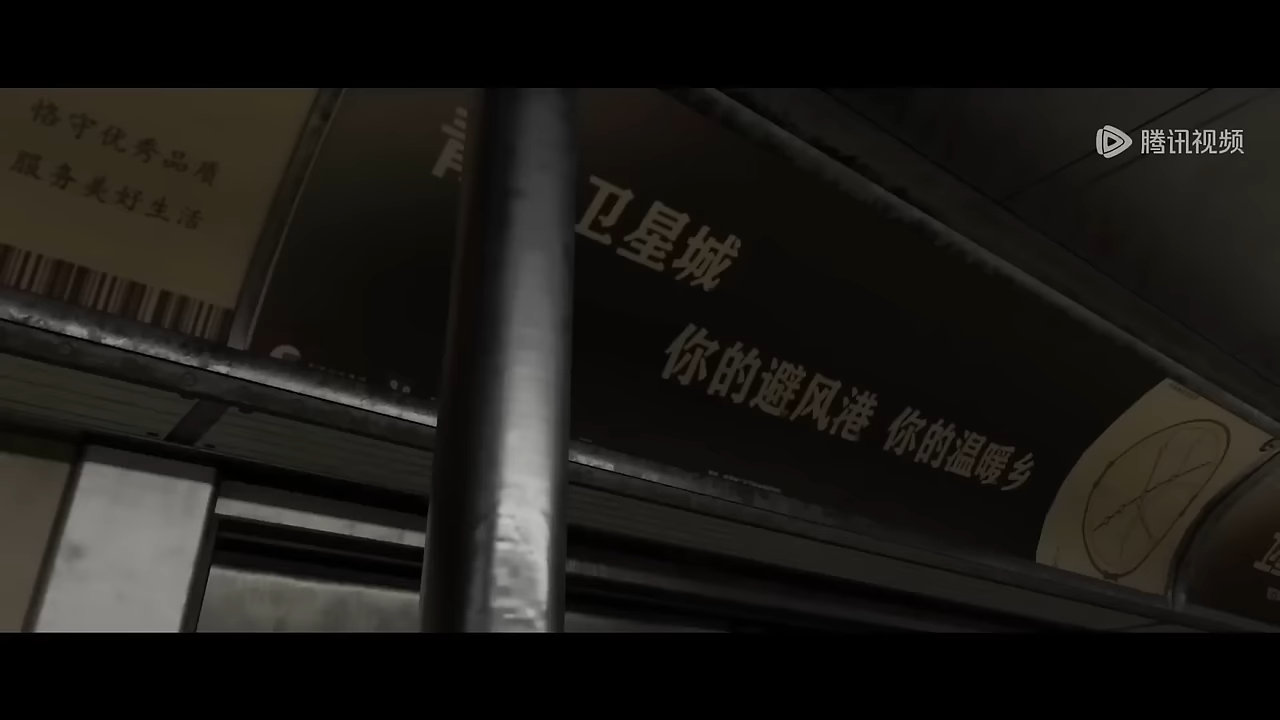 恪守优秀品质
服务美好生活
卫星城
你的避风港 你的温暖乡
腾讯视频